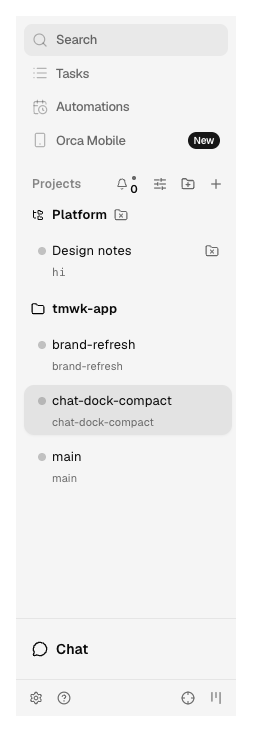 Search
Tasks
Automations
Orca Mobile New
Projects 0
Platform
Design notes
hi
tmwk-app
brand-refresh
brand-refresh
chat-dock-compact
chat-dock-compact
main
main
Chat